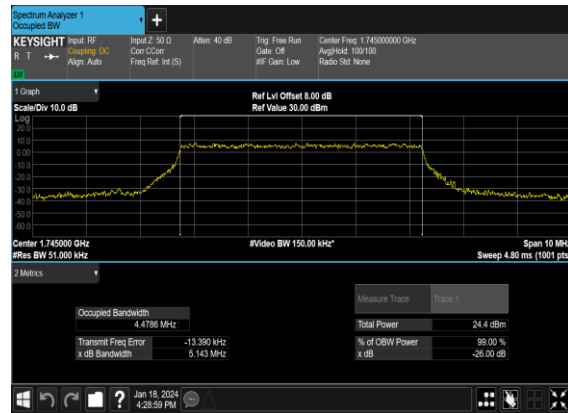 Spectrum Analyzer 1
Occupied BW
KEYSIGHT Input: RF Input Z: 50 Ω Atten: 40 dB Trig: Free Run Center Freq: 1.745000000 GHz
R T Coupling: DC Corr CCorr Gate: Off Avg|Hold: 100/100
Align: Auto Freq Ref: Int (S) #IF Gain: Low Radio Std: None
1 Graph
Ref Lvl Offset 8.00 dB
Scale/Div 10.0 dB Ref Value 30.00 dBm
Log
20.0
10.0
0.00
-10.0
-20.0
-30.0
-40.0
-50.0
-60.0
Center 1.745000 GHz #Video BW 150.00 kHz* Span 10 MHz
#Res BW 51.000 kHz Sweep 4.80 ms (1001 pts)
2 Metrics
Measure Trace Trace 1
Occupied Bandwidth
4.4786 MHz Total Power 24.4 dBm
Transmit Freq Error -13.390 kHz % of OBW Power 99.00 %
x dB Bandwidth 5.143 MHz x dB -26.00 dB
? Jan 18, 2024
4:28:59 PM